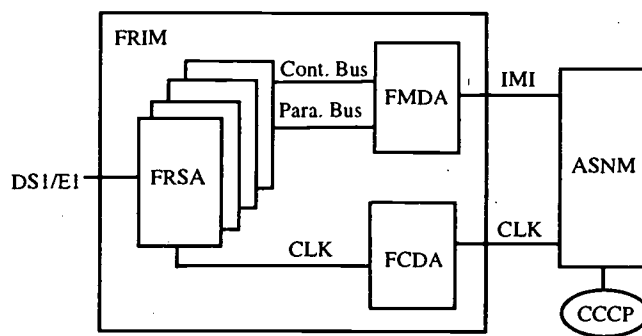 FRIM
Cont. Bus
Para. Bus
FMDA
IMI
ASNM
DS1/E1
FRSA
CLK
FCDA
CLK
CCCP